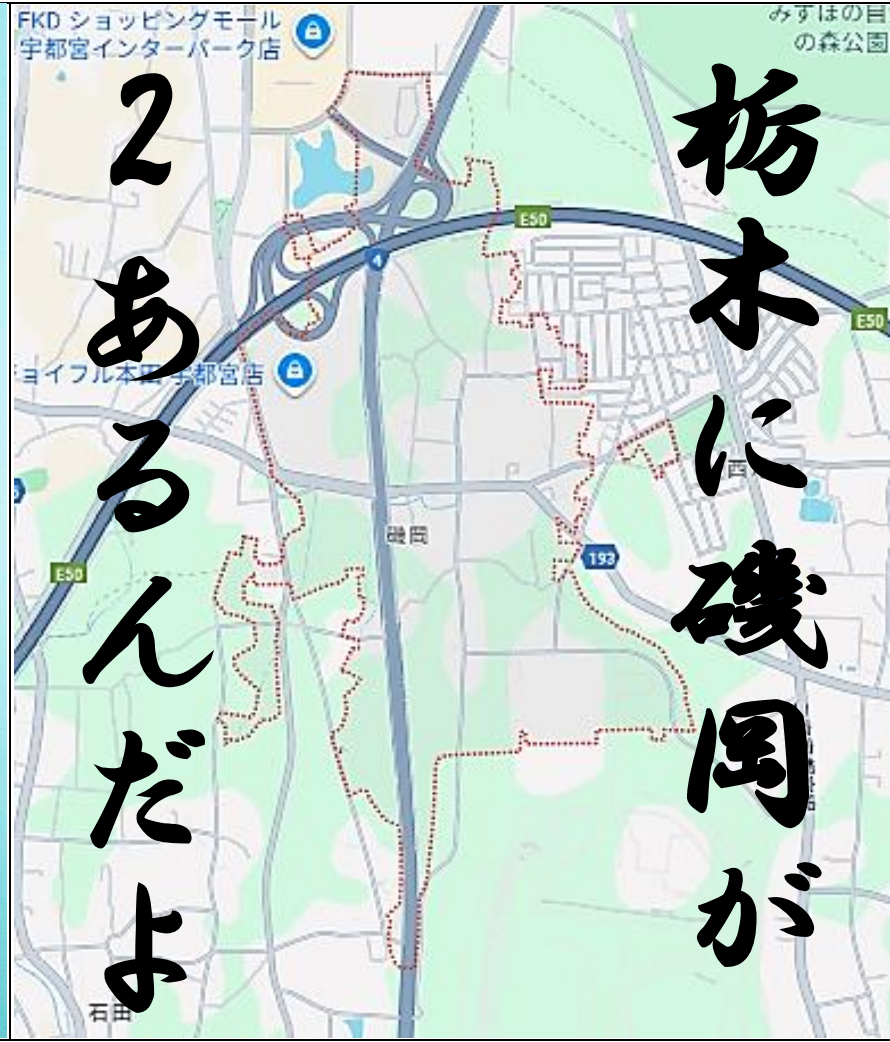 栃木に磯岡が
2あるんだよ
FKD ショッピングモール
宇都宮インターパーク店
の森公園
E50
4
E50
ョイフル本田 宇都宮店
西
磯岡
193
E50
石田